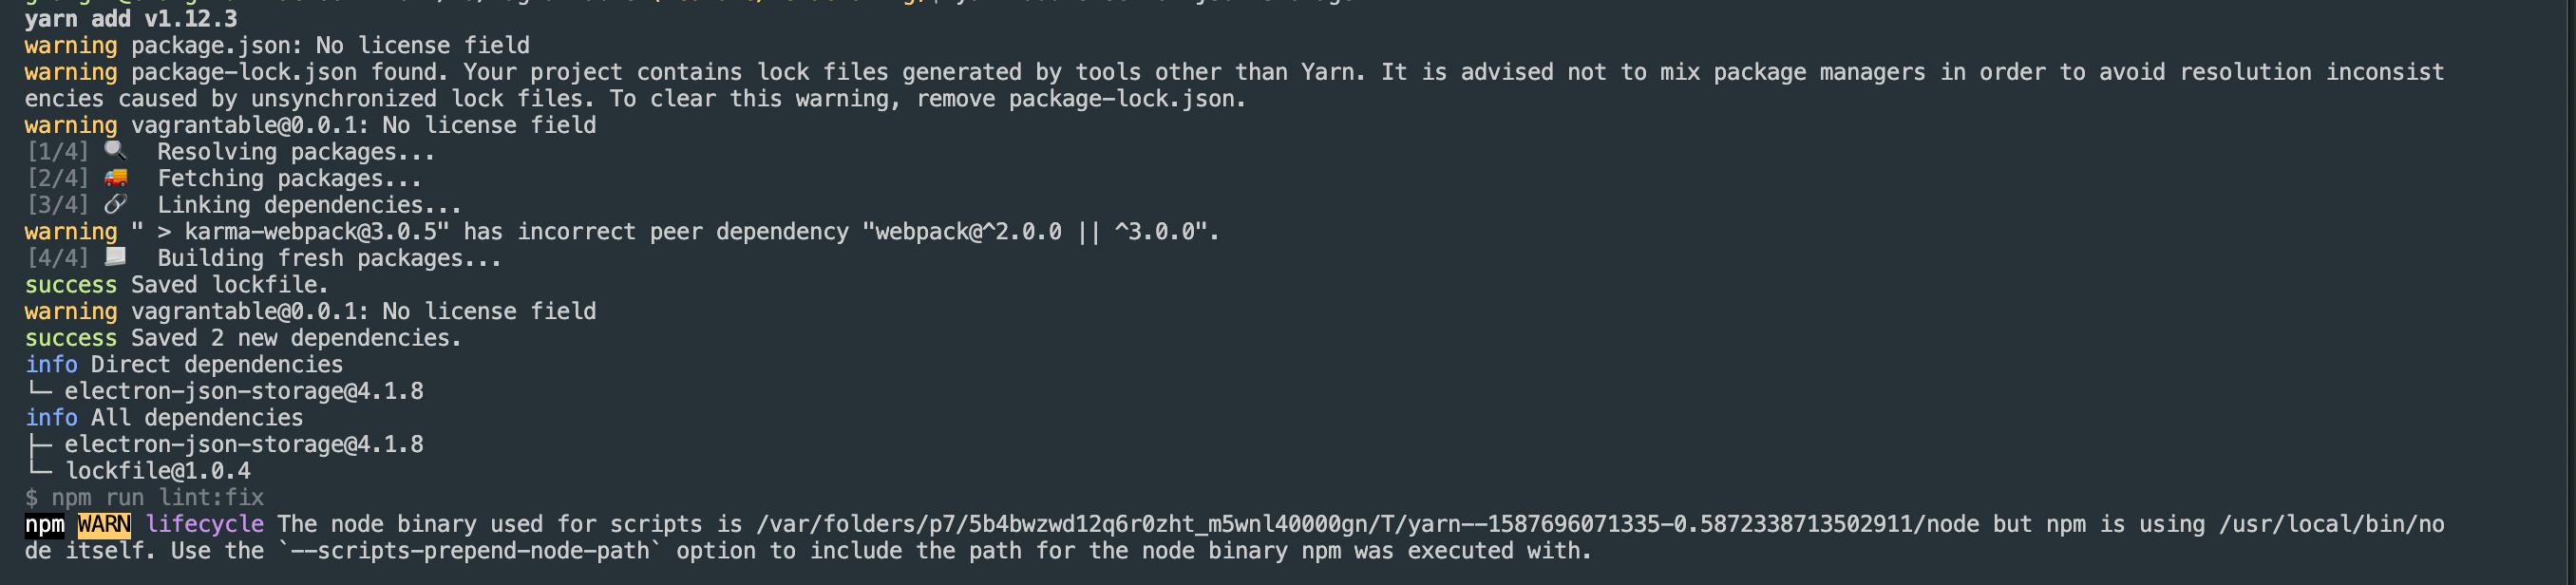 yarn add v1.12.3
warning package.json: No license field
warning package-lock.json found. Your project contains lock files generated by tools other than Yarn. It is advised not to mix package managers in order to avoid resolution inconsist
encies caused by unsynchronized lock files. To clear this warning, remove package-lock.json.
warning vagrantable@0.0.1: No license field
[1/4] 🔍  Resolving packages...
[2/4] 🚚  Fetching packages...
[3/4] 🔗  Linking dependencies...
warning " > karma-webpack@3.0.5" has incorrect peer dependency "webpack@^2.0.0 || ^3.0.0".
[4/4] 📃  Building fresh packages...
success Saved lockfile.
warning vagrantable@0.0.1: No license field
success Saved 2 new dependencies.
info Direct dependencies
└─ electron-json-storage@4.1.8
info All dependencies
├─ electron-json-storage@4.1.8
└─ lockfile@1.0.4
$ npm run lint:fix
npm WARN lifecycle The node binary used for scripts is /var/folders/p7/5b4bwzwd12q6r0zht_m5wnl40000gn/T/yarn--1587696071335-0.5872338713502911/node but npm is using /usr/local/bin/no
de itself. Use the `--scripts-prepend-node-path` option to include the path for the node binary npm was executed with.